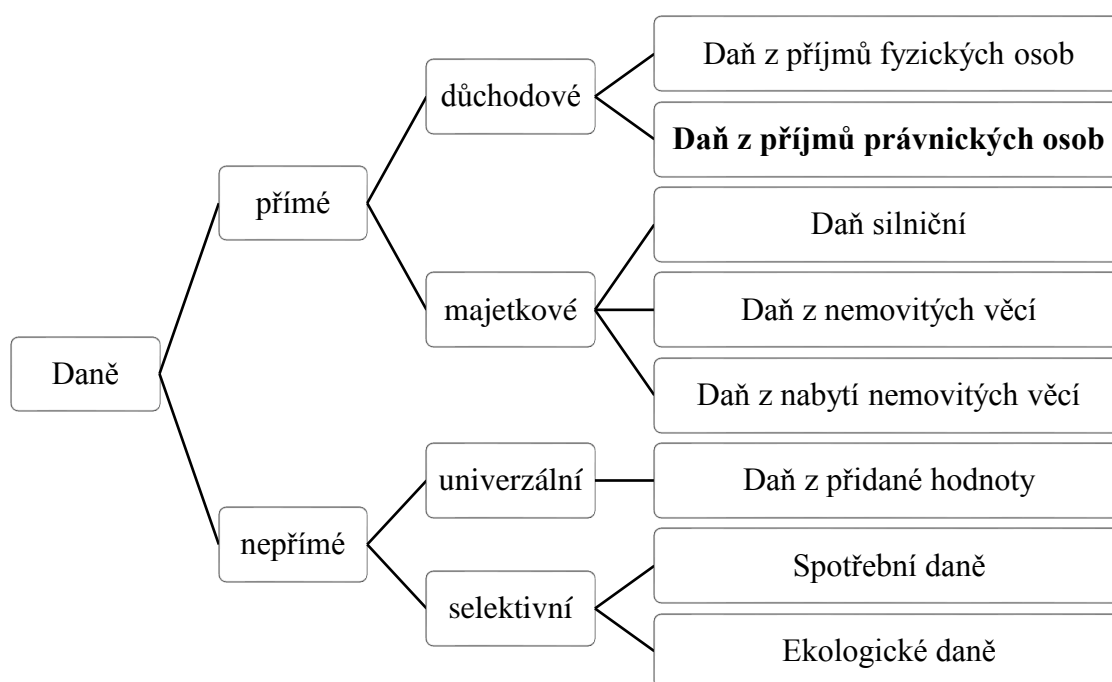 Daně
přímé
důchodové
Daň z příjmů fyzických osob
Daň z příjmů právnických osob
majetkové
Daň silniční
Daň z nemovitých věcí
Daň z nabytí nemovitých věcí
nepřímé
univerzální
Daň z přidané hodnoty
selektivní
Spotřební daně
Ekologické daně